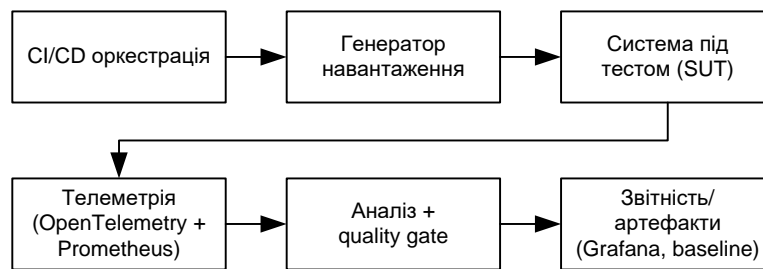 CI/CD оркестрація
Генератор
навантаження
Система під
тестом (SUT)
Телеметрія
(OpenTelemetry +
Prometheus)
Аналіз +
quality gate
Звітність/
артефакти
(Grafana, baseline)